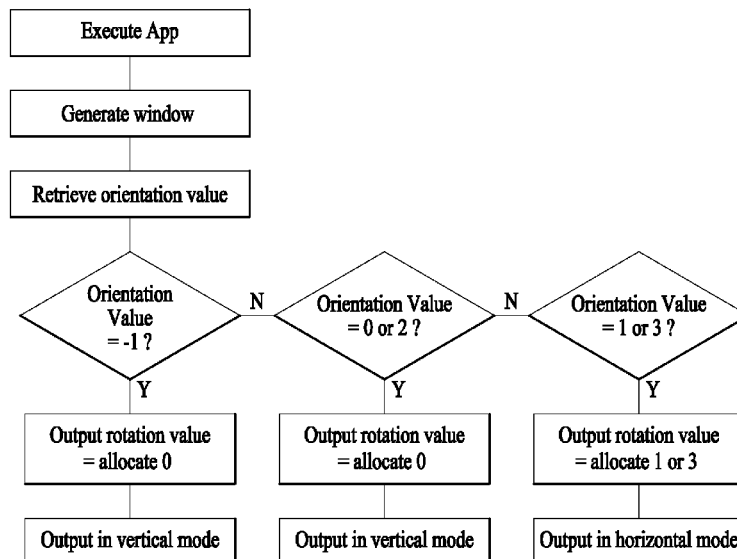 Execute App
Generate window
Retrieve orientation value
Orientation
Value
= -1 ?
N
Orientation Value
= 0 or 2 ?
N
Orientation Value
= 1 or 3 ?
Y
Y
Y
Output rotation value
= allocate 0
Output rotation value
= allocate 0
Output rotation value
= allocate 1 or 3
Output in vertical mode
Output in vertical mode
Output in horizontal mode